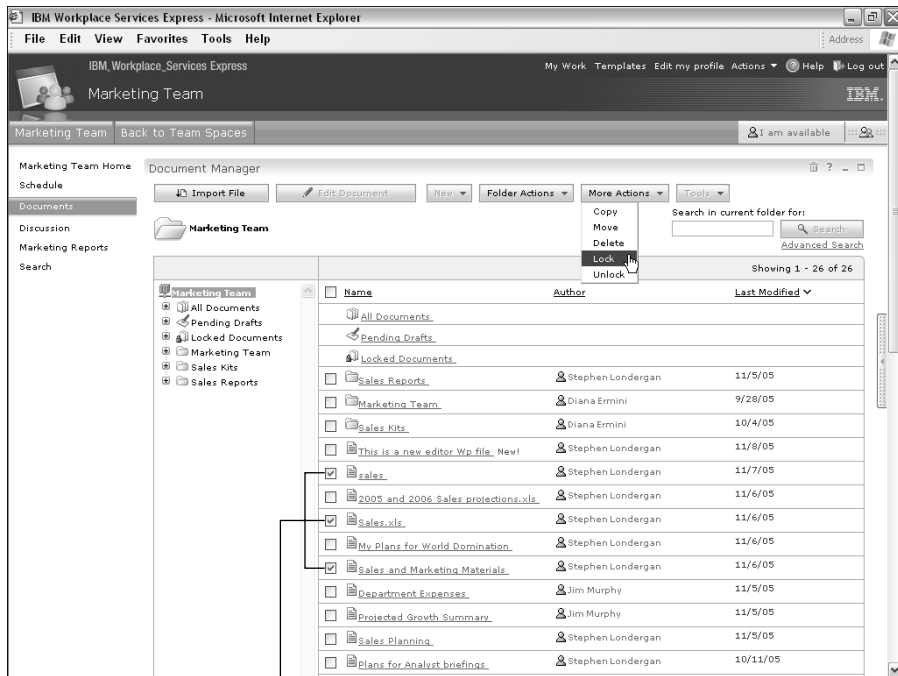 IBM Workplace Services Express - Microsoft Internet Explorer
File Edit View Favorites Tools Help
Address
IBM_Workplace_Services Express
My Work Templates Edit my profile Actions Help Log out
Marketing Team
IBM.
Marketing Team Back to Team Spaces
I am available
Marketing Team Home
Schedule
Documents
Discussion
Marketing Reports
Search
Document Manager
?
Import File
Edit Document
New
Folder Actions
More Actions
Tools
Copy
Move
Delete
Lock
Unlock
Search in current folder for:
Search
Advanced Search
Marketing Team
Showing 1 - 26 of 26
Marketing Team
All Documents
Pending Drafts
Locked Documents
Marketing Team
Sales Kits
Sales Reports
Name Author Last Modified
All Documents
Pending Drafts
Locked Documents
Sales Reports Stephen Londergan 11/5/05
Marketing Team Diana Ermini 9/28/05
Sales Kits Diana Ermini 10/4/05
This is a new editor Wp file New! Stephen Londergan 11/8/05
sales Stephen Londergan 11/7/05
2005 and 2006 Sales projections.xls Stephen Londergan 11/6/05
Sales.xls Stephen Londergan 11/6/05
My Plans for World Domination Stephen Londergan 11/6/05
Sales and Marketing Materials Stephen Londergan 11/6/05
Department Expenses Jim Murphy 11/5/05
Projected Growth Summary Jim Murphy 11/5/05
Sales Planning Stephen Londergan 11/5/05
Plans for Analyst briefings Stephen Londergan 10/11/05